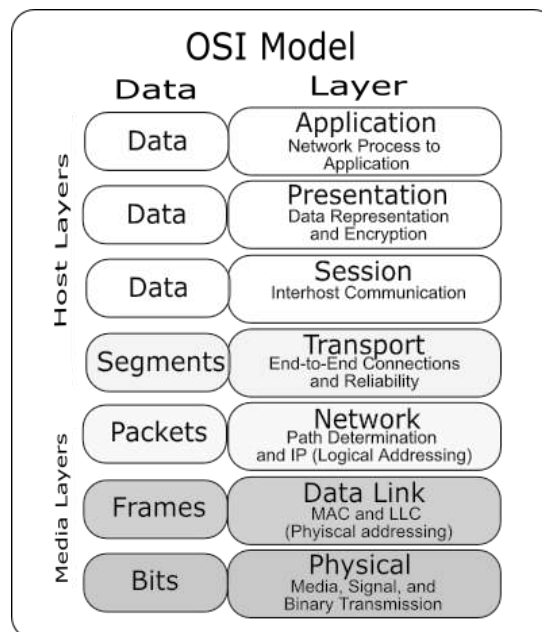 OSI Model
Data
Layer
Host Layers
Data
Application
Network Process to
Application
Data
Presentation
Data Representation
and Encryption
Data
Session
Interhost Communication
Segments
Transport
End-to-End Connections
and Reliability
Media Layers
Packets
Network
Path Determination
and IP (Logical Addressing)
Frames
Data Link
MAC and LLC
(Phyiscal addressing)
Bits
Physical
Media, Signal, and
Binary Transmission